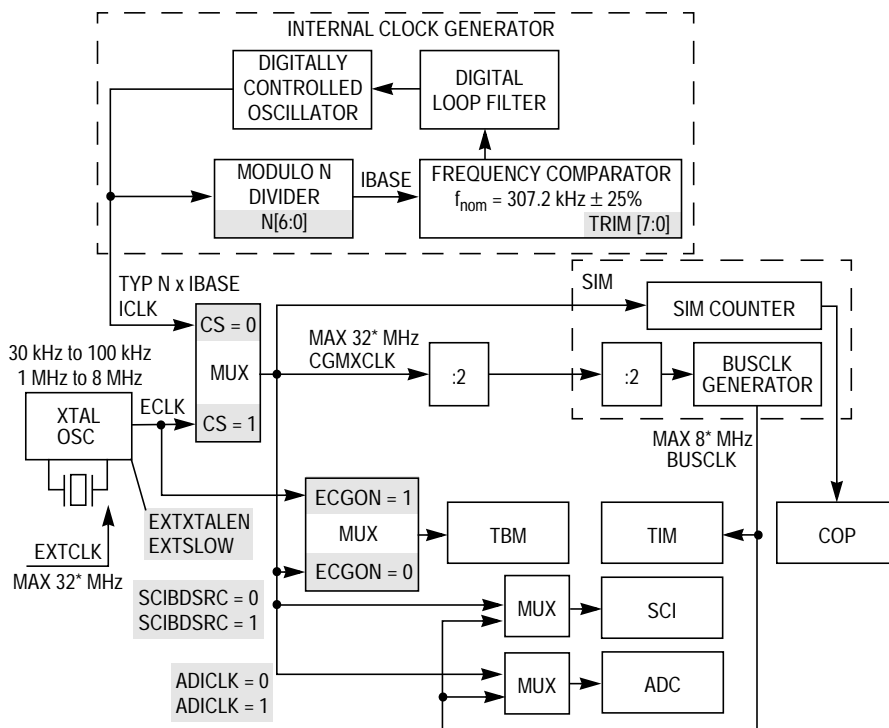 INTERNAL CLOCK GENERATOR
DIGITALLY
CONTROLLED
OSCILLATOR
DIGITAL
LOOP FILTER
MODULO N
DIVIDER
N[6:0]
IBASE
FREQUENCY COMPARATOR
fnom = 307.2 kHz ± 25%
TRIM [7:0]
TYP N x IBASE
ICLK
SIM
SIM COUNTER
CS = 0
MUX
CS = 1
30 kHz to 100 kHz
1 MHz to 8 MHz
ECLK
XTAL
OSC
MAX 32* MHz
CGMXCLK
:2
:2
BUSCLK
GENERATOR
MAX 8* MHz
BUSCLK
EXTXTALEN
EXTSLOW
EXTCLK
MAX 32* MHz
ECGON = 1
MUX
ECGON = 0
TBM
TIM
COP
SCIBDSRC = 0
SCIBDSRC = 1
MUX
SCI
ADICLK = 0
ADICLK = 1
MUX
ADC